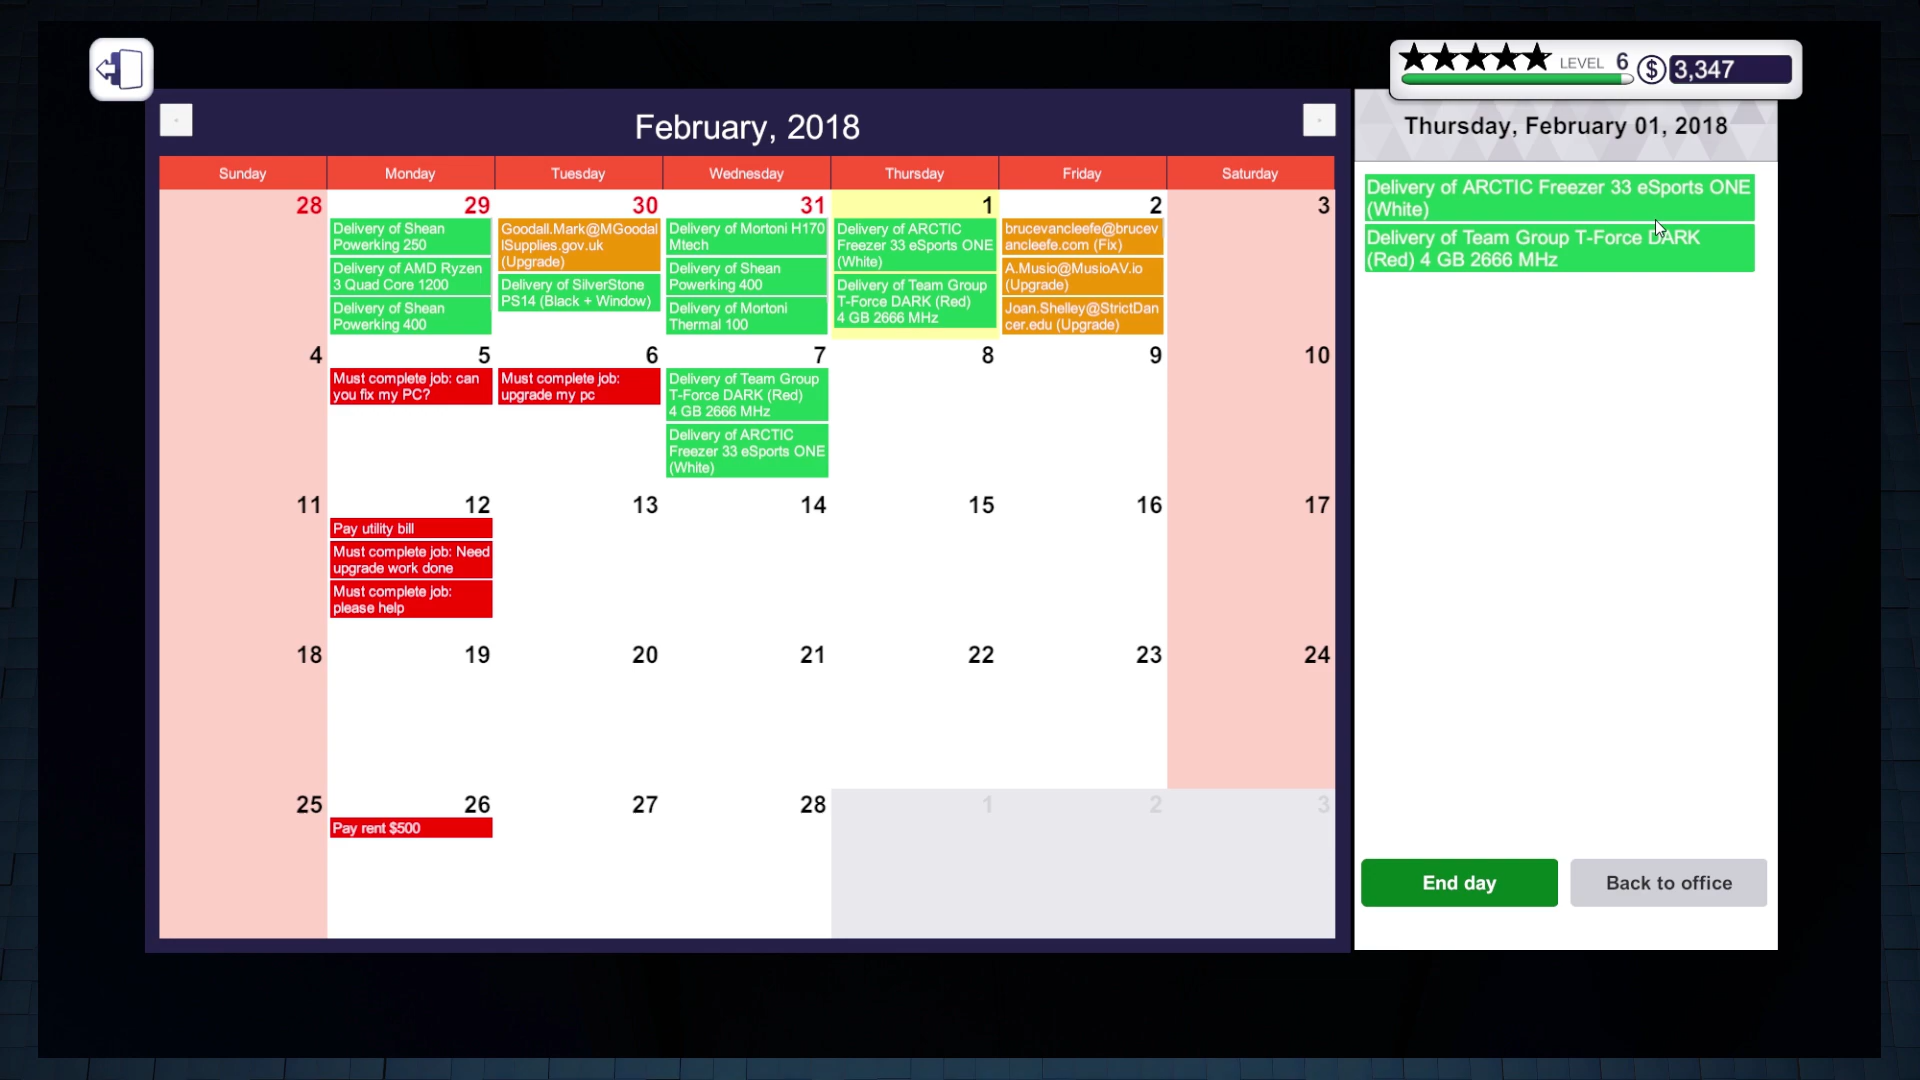 LEVEL 6 $ 3,347
February, 2018
Thursday, February 01, 2018
Sunday Monday Tuesday Wednesday Thursday Friday Saturday
28
29
Delivery of Shean
Powerking 250
Delivery of AMD Ryzen
3 Quad Core 1200
Delivery of Shean
Powerking 400
30
Goodall.Mark@MGoodal
lSupplies.gov.uk
(Upgrade)
Delivery of SilverStone
PS14 (Black + Window)
31
Delivery of Mortoni H170
Mtech
Delivery of Shean
Powerking 400
Delivery of Mortoni
Thermal 100
1
Delivery of ARCTIC
Freezer 33 eSports ONE
(White)
Delivery of Team Group
T-Force DARK (Red)
4 GB 2666 MHz
2
brucevancleefe@brucev
ancleefe.com (Fix)
A.Musio@MusioAV.io
(Upgrade)
Joan.Shelley@StrictDan
cer.edu (Upgrade)
3
4
5
Must complete job: can
you fix my PC?
6
Must complete job:
upgrade my pc
7
Delivery of Team Group
T-Force DARK (Red)
4 GB 2666 MHz
Delivery of ARCTIC
Freezer 33 eSports ONE
(White)
8
9
10
11
12
Pay utility bill
Must complete job: Need
upgrade work done
Must complete job:
please help
13
14
15
16
17
18
19
20
21
22
23
24
25
26
Pay rent $500
27
28
1
2
3
Delivery of ARCTIC Freezer 33 eSports ONE
(White)
Delivery of Team Group T-Force DARK
(Red) 4 GB 2666 MHz
End day
Back to office